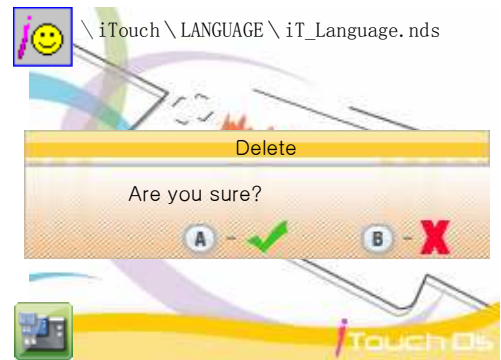 \iTouch\LANGUAGE\iT_Language.nds
Delete
Are you sure?
A - B -
iTouch DS